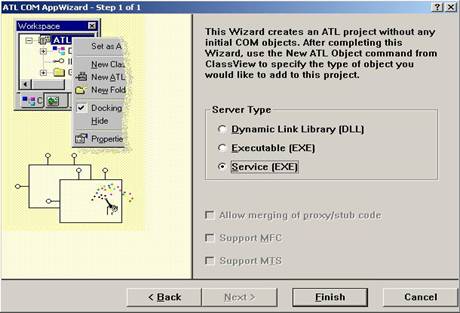 ATL COM AppWizard - Step 1 of 1
Workspace
ATL
Set as A
New Cla
New ATL
New Fold
Docking
Hide
Propertie
This Wizard creates an ATL project without any
initial COM objects. After completing this
Wizard, use the New ATL Object command from
ClassView to specify the type of object you
would like to add to this project.
Server Type
Dynamic Link Library (DLL)
Executable (EXE)
Service (EXE)
Allow merging of proxy/stub code
Support MFC
Support MTS
< Back
Next >
Finish
Cancel